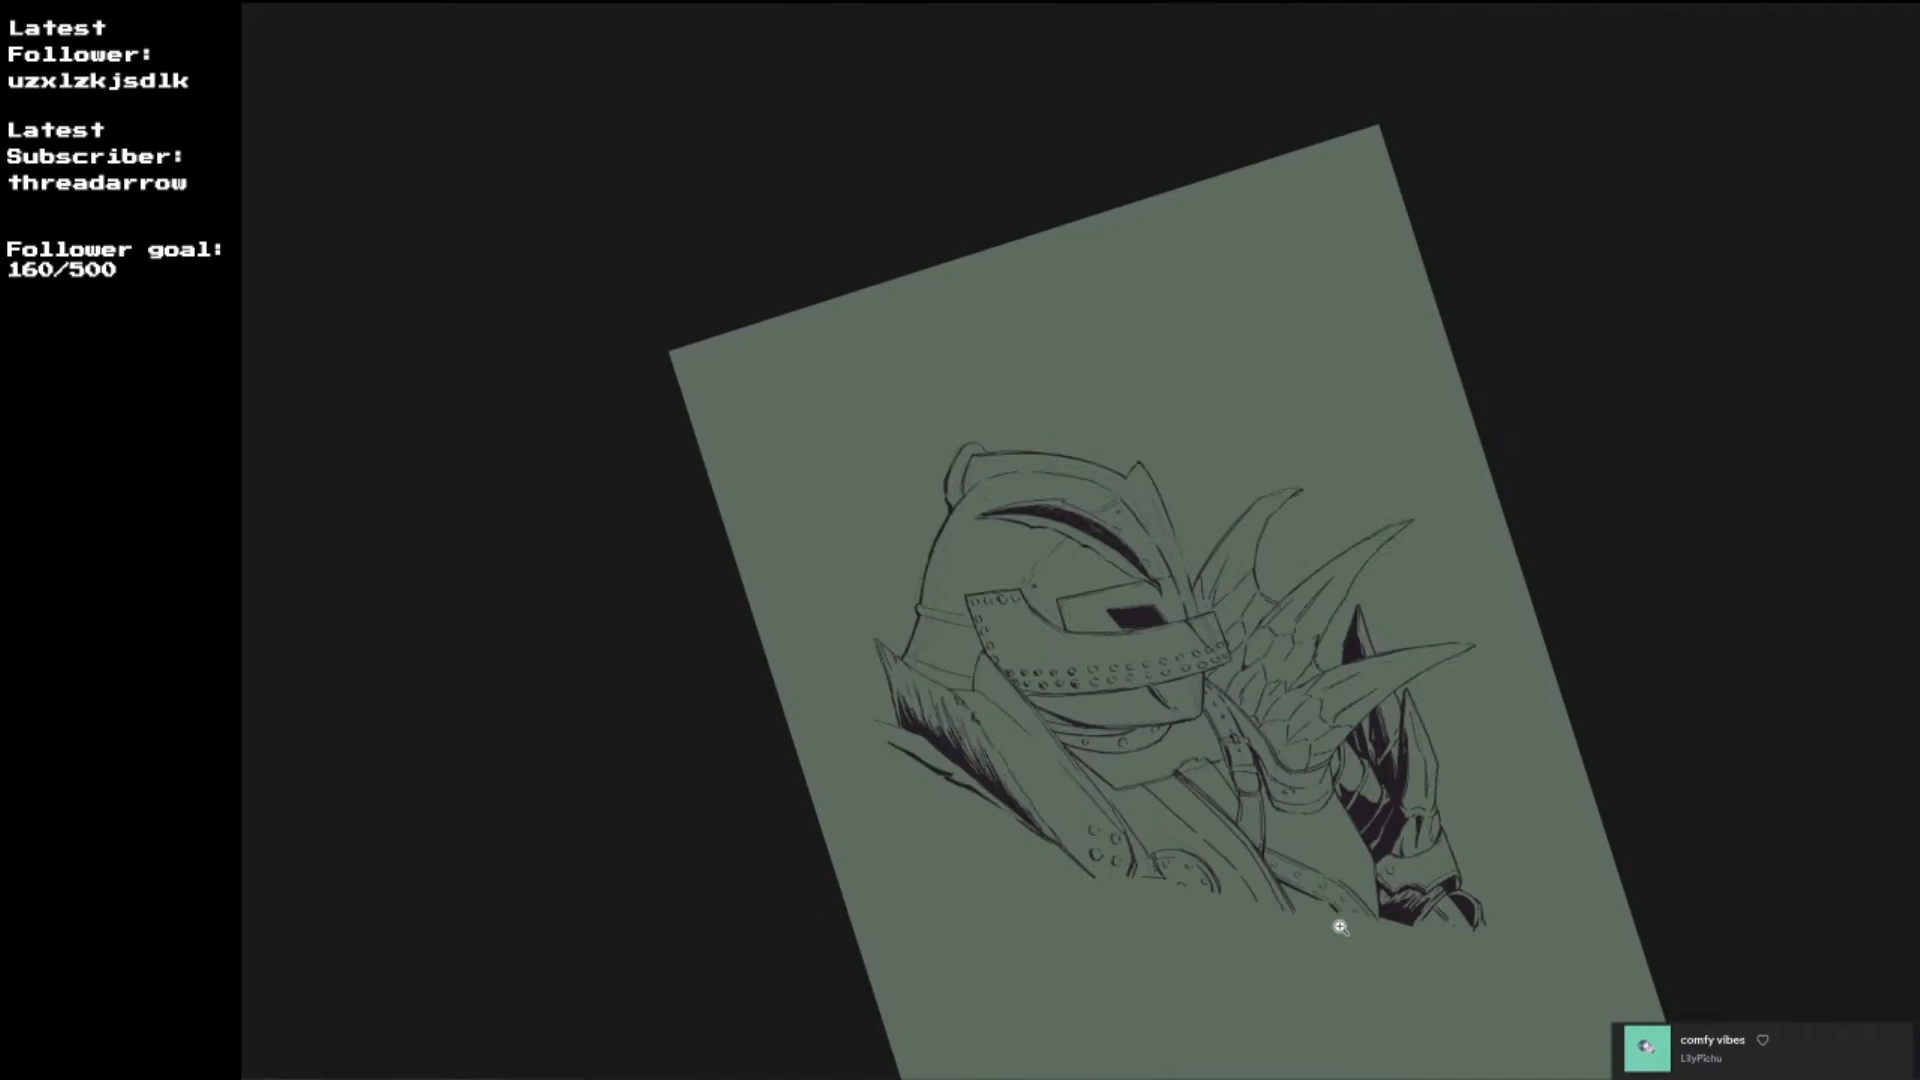 Latest
Follower:
uzxlzkjsdlk
Latest
Subscriber:
threadarrow
Follower goal:
160/500
comfy vibes
LilyPichu